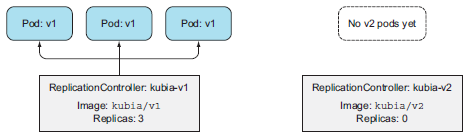 Pod: v1
Pod: v1
Pod: v1
No v2 pods yet
ReplicationController: kubia-v1
Image: kubia/v1
Replicas: 3
ReplicationController: kubia-v2
Image: kubia/v2
Replicas: 0